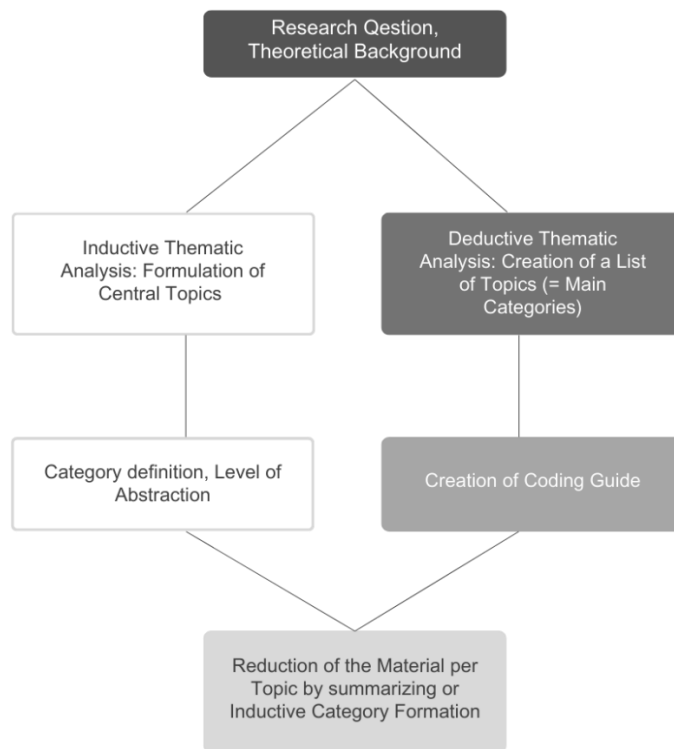 Research Qestion,
Theoretical Background
Inductive Thematic
Analysis: Formulation of
Central Topics
Deductive Thematic
Analysis: Creation of a List
of Topics (= Main
Categories)
Category definition, Level of
Abstraction
Creation of Coding Guide
Reduction of the Material per
Topic by summarizing or
Inductive Category Formation